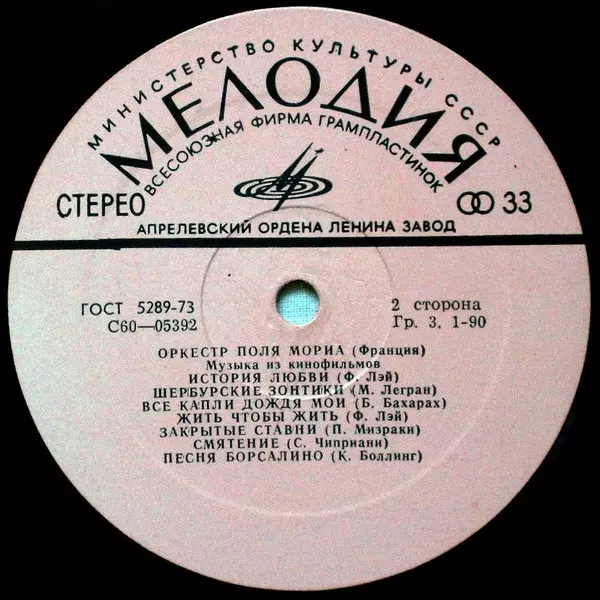 МИНИСТЕРСТВО КУЛЬТУРЫ СССР
МЕЛОДИЯ
ВСЕСОЮЗНАЯ ФИРМА ГРАМПЛАСТИНОК
СТЕРЕО
33
АПРЕЛЕВСКИЙ ОРДЕНА ЛЕНИНА ЗАВОД
ГОСТ 5289-73
С60—05392
2 сторона
Гр. 3. 1-90
ОРКЕСТР ПОЛЯ МОРИА (Франция)
Музыка из кинофильмов
ИСТОРИЯ ЛЮБВИ (Ф. Лэй)
ШЕРБУРСКИЕ ЗОНТИКИ (М. Легран)
ВСЕ КАПЛИ ДОЖДЯ МОИ (Б. Бахарах)
ЖИТЬ ЧТОБЫ ЖИТЬ (Ф. Лэй)
ЗАКРЫТЫЕ СТАВНИ (П. Мизраки)
СМЯТЕНИЕ (С. Чиприани)
ПЕСНЯ БОРСАЛИНО (К. Боллинг)